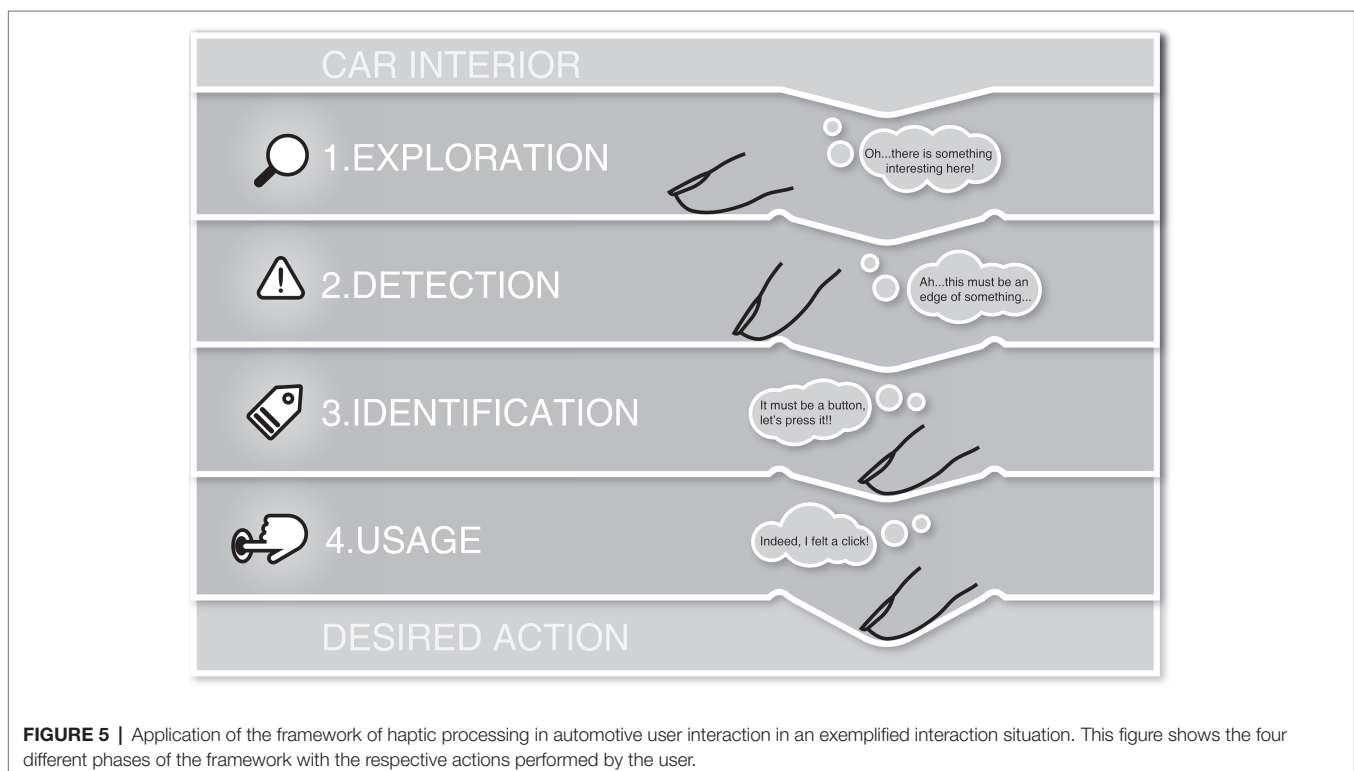 CAR INTERIOR
1.EXPLORATION
Oh...there is something
interesting here!
2.DETECTION
Ah...this must be an
edge of something...
3.IDENTIFICATION
It must be a button,
let's press it!!
4.USAGE
Indeed, I felt a click!
DESIRED ACTION
FIGURE 5 | Application of the framework of haptic processing in automotive user interaction in an exemplified interaction situation. This figure shows the four
different phases of the framework with the respective actions performed by the user.